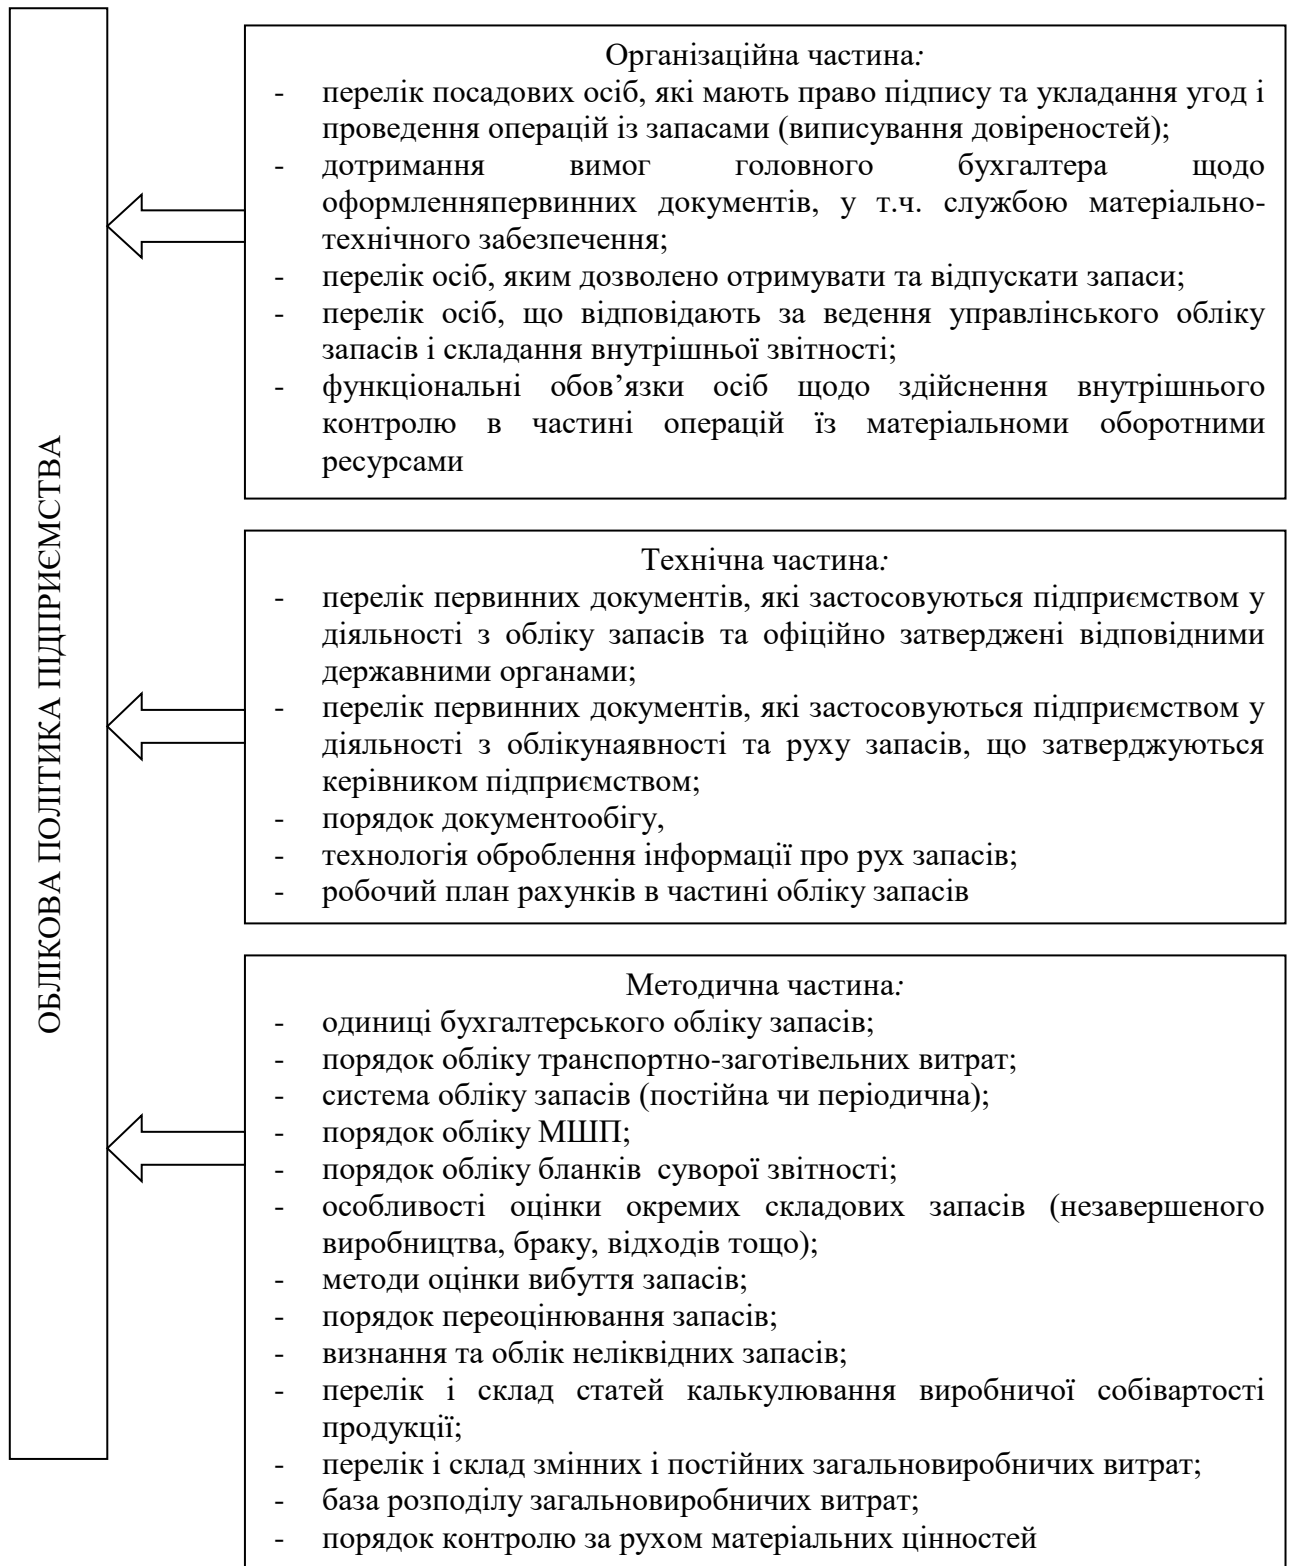 ОБЛІКОВА ПОЛІТИКА ПІДПРИЄМСТВА
Організаційна частина:
- перелік посадових осіб, які мають право підпису та укладання угод і
проведення операцій із запасами (виписування довіреностей);
- дотримання вимог головного бухгалтера щодо
оформленняпервинних документів, у т.ч. службою матеріально-
технічного забезпечення;
- перелік осіб, яким дозволено отримувати та відпускати запаси;
- перелік осіб, що відповідають за ведення управлінського обліку
запасів і складання внутрішньої звітності;
- функціональні обов’язки осіб щодо здійснення внутрішнього
контролю в частині операцій їз матеріальноми оборотними
ресурсами
Технічна частина:
- перелік первинних документів, які застосовуються підприємством у
діяльності з обліку запасів та офіційно затверджені відповідними
державними органами;
- перелік первинних документів, які застосовуються підприємством у
діяльності з облікунаявності та руху запасів, що затверджуються
керівником підприємством;
- порядок документообігу,
- технологія оброблення інформації про рух запасів;
- робочий план рахунків в частині обліку запасів
Методична частина:
- одиниці бухгалтерського обліку запасів;
- порядок обліку транспортно-заготівельних витрат;
- система обліку запасів (постійна чи періодична);
- порядок обліку МШП;
- порядок обліку бланків суворої звітності;
- особливості оцінки окремих складових запасів (незавершеного
виробництва, браку, відходів тощо);
- методи оцінки вибуття запасів;
- порядок переоцінювання запасів;
- визнання та облік неліквідних запасів;
- перелік і склад статей калькулювання виробничої собівартості
продукції;
- перелік і склад змінних і постійних загальновиробничих витрат;
- база розподілу загальновиробничих витрат;
- порядок контролю за рухом матеріальних цінностей